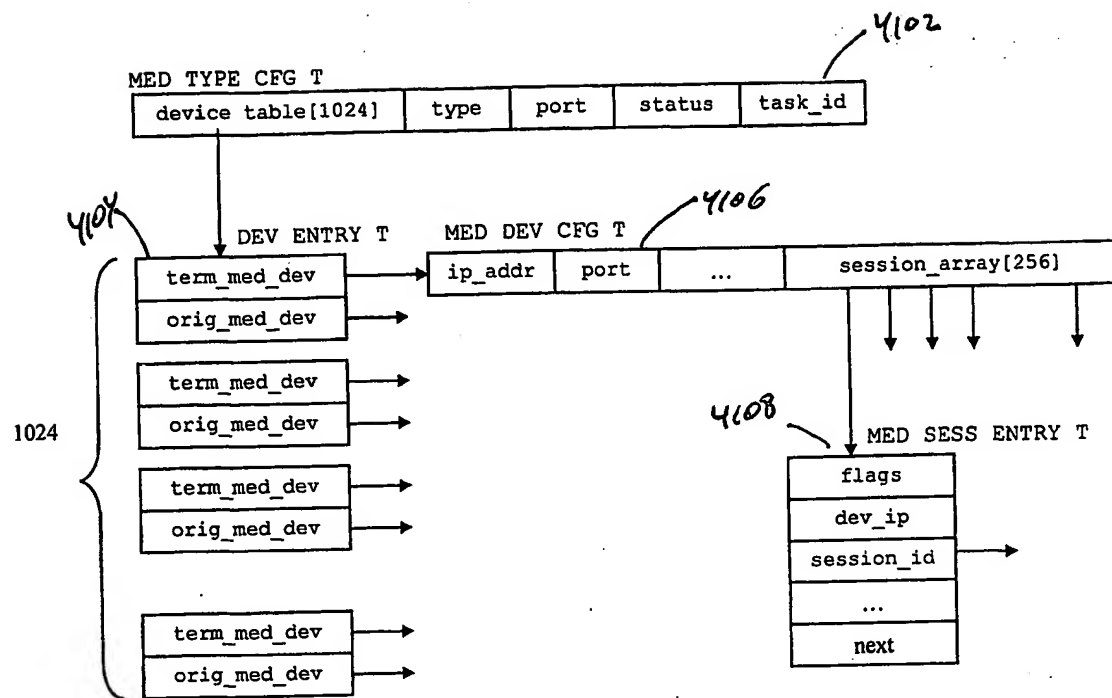 4102
MED TYPE CFG T
device table[1024] type port status task_id
4104
4106
DEV ENTRY T MED DEV CFG T
term_med_dev ip_addr port ... session_array[256]
orig_med_dev
term_med_dev
orig_med_dev
1024
4108
MED SESS ENTRY T
term_med_dev flags
orig_med_dev dev_ip
session_id
...
term_med_dev next
orig_med_dev